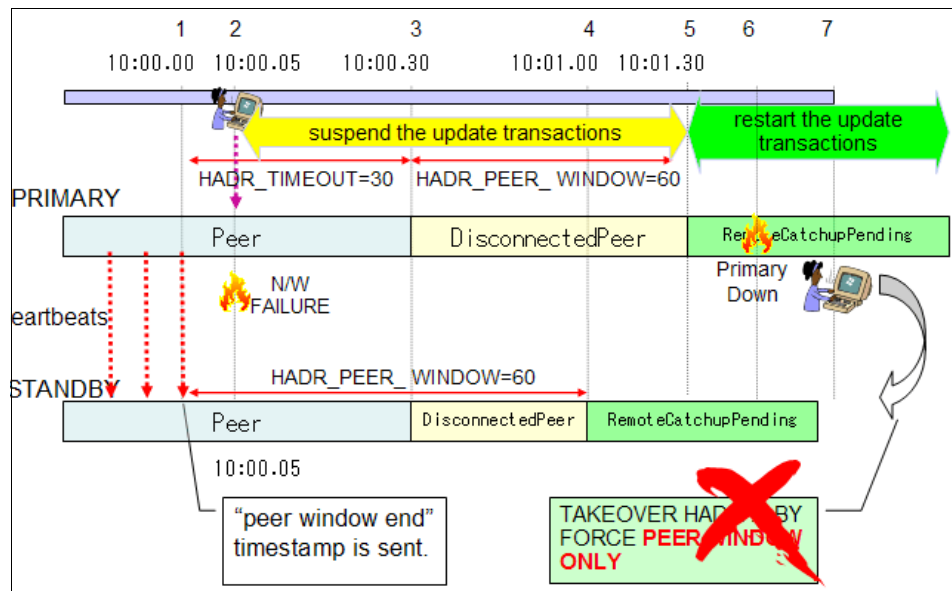 1 2 3 4 5 6 7
10:00.00 10:00.05 10:00.30 10:01.00 10:01.30
suspend the update transactions
restart the update
transactions
HADR_TIMEOUT=30 HADR_PEER_ WINDOW=60
PRIMARY
Peer DisconnectedPeer RemoteCatchupPending
N/W
FAILURE
Primary
Down
eartbeats
HADR_PEER_ WINDOW=60
STANDBY
Peer DisconnectedPeer RemoteCatchupPending
10:00.05
“peer window end”
timestamp is sent.
TAKEOVER HADR BY
FORCE PEER WINDOW
ONLY